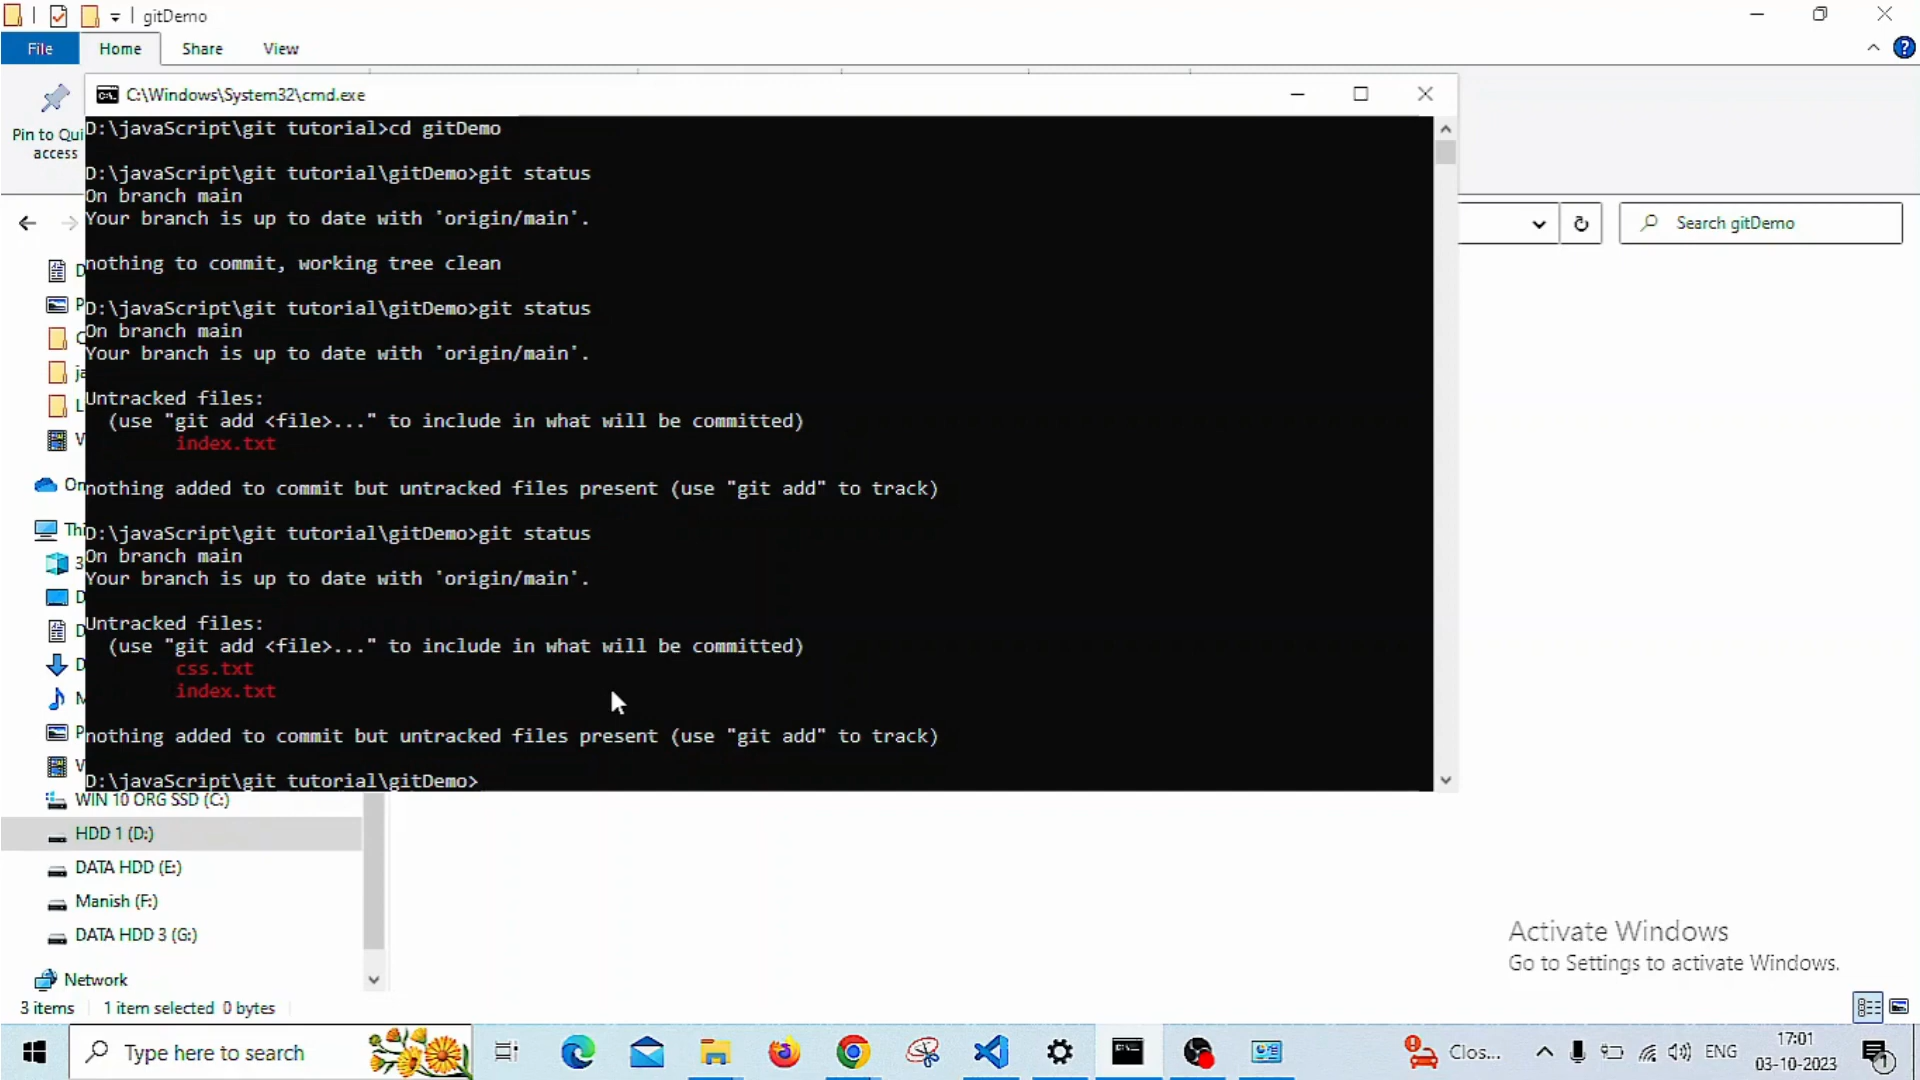 gitDemo
File
Home
Share
View
C:\Windows\System32\cmd.exe
Pin to Qui
access
D:\javaScript\git tutorial>cd gitDemo
D:\javaScript\git tutorial\gitDemo>git status
On branch main
Your branch is up to date with 'origin/main'.
nothing to commit, working tree clean
D:\javaScript\git tutorial\gitDemo>git status
On branch main
Your branch is up to date with 'origin/main'.
Untracked files:
(use "git add <file>..." to include in what will be committed)
index.txt
nothing added to commit but untracked files present (use "git add" to track)
D:\javaScript\git tutorial\gitDemo>git status
On branch main
Your branch is up to date with 'origin/main'.
Untracked files:
(use "git add <file>..." to include in what will be committed)
css.txt
index.txt
nothing added to commit but untracked files present (use "git add" to track)
D:\javaScript\git tutorial\gitDemo>
Search gitDemo
WIN 10 ORG SSD (C:)
HDD 1 (D:)
DATA HDD (E:)
Manish (F:)
DATA HDD 3 (G:)
Network
3 items
1 item selected 0 bytes
Activate Windows
Go to Settings to activate Windows.
Type here to search
Clos...
ENG
17:01
03-10-2023
1